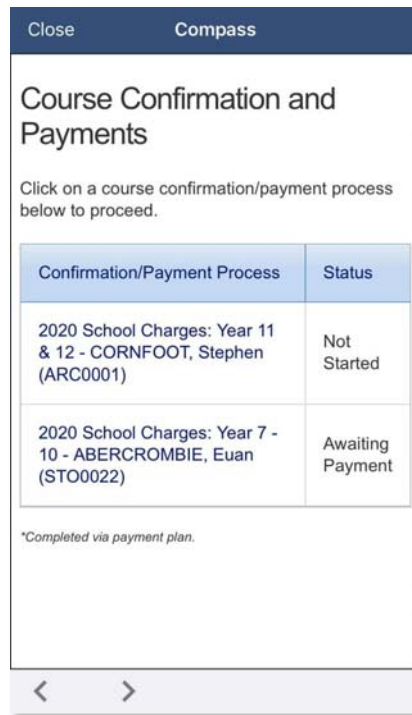 Close Compass
Course Confirmation and
Payments
Click on a course confirmation/payment process
below to proceed.
Confirmation/Payment Process Status
2020 School Charges: Year 11
& 12 - CORNFOOT, Stephen
(ARC0001)
Not
Started
2020 School Charges: Year 7 -
10 - ABERCROMBIE, Euan
(STO0022)
Awaiting
Payment
*Completed via payment plan.